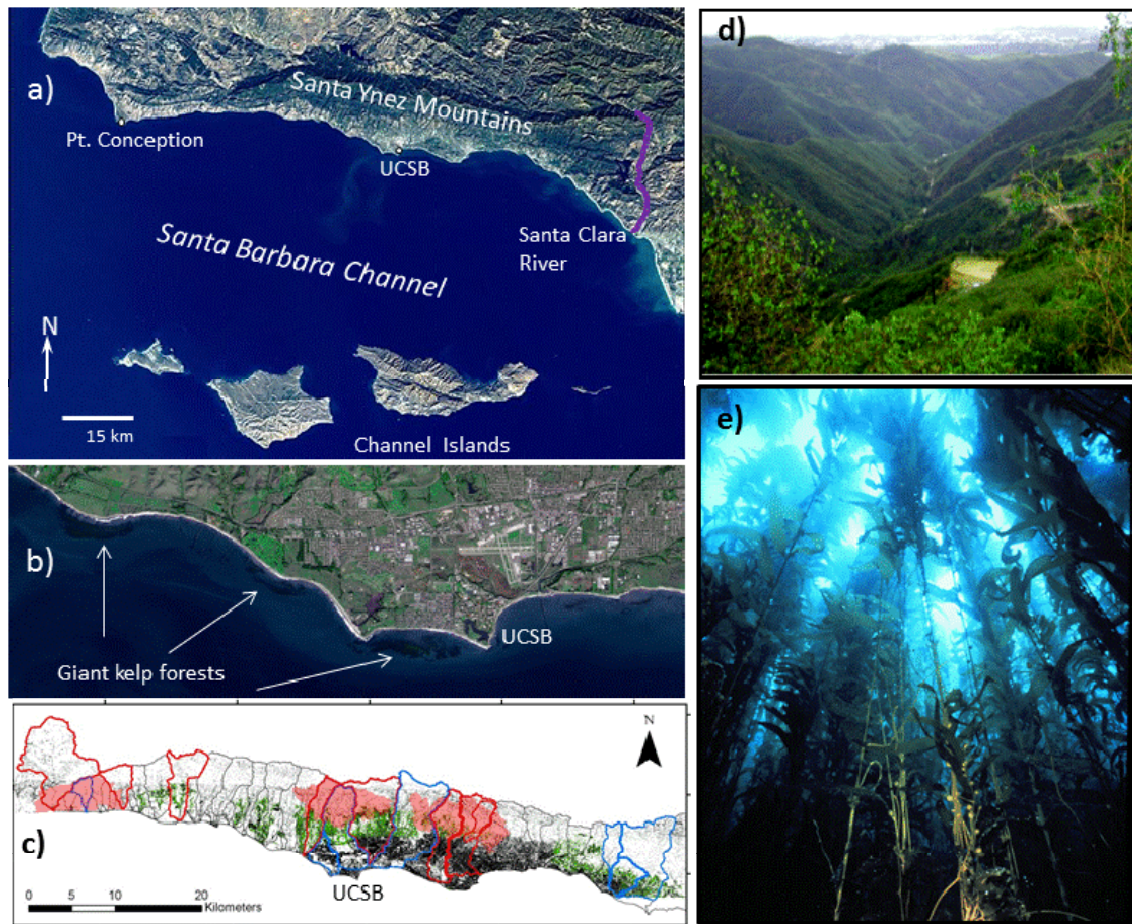 a)
Santa Ynez Mountains
Pt. Conception
UCSB
Santa Barbara Channel
Santa Clara
River
N
15 km
Channel Islands
b)
UCSB
Giant kelp forests
N
c)
UCSB
0 5 10 20
Kilometers
d)
e)